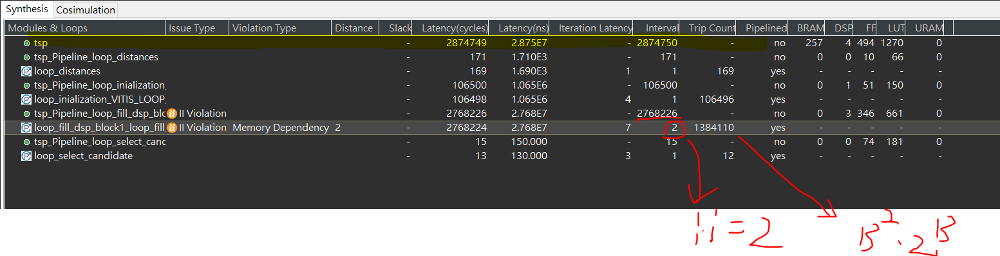 Synthesis Cosimulation
Modules & Loops Issue Type Violation Type Distance Slack Latency(cycles) Latency(ns) Iteration Latency Interval Trip Count Pipelined BRAM DSP FF LUT URAM
tsp - 2874749 2.875E7 - 2874750 - no 257 4 494 1270 0
tsp_Pipeline_loop_distances - 171 1.710E3 - 171 - no 0 0 10 66 0
loop_distances - 169 1.690E3 1 1 169 yes - - - - -
tsp_Pipeline_loop_inialization_ - 106500 1.065E6 - 106500 - no 0 1 51 150 0
loop_inialization_VITIS_LOOP_ - 106498 1.065E6 4 1 106496 yes - - - - -
tsp_Pipeline_loop_fill_dsp_blo II Violation - 2768226 2.768E7 - 2768226 - no 0 3 346 661 0
loop_fill_dsp_block1_loop_fill_ II Violation Memory Dependency 2 - 2768224 2.768E7 7 2 1384110 yes - - - - -
tsp_Pipeline_loop_select_canc - 15 150.000 - 15 - no 0 0 74 181 0
loop_select_candidate - 13 130.000 3 1 12 yes - - - - -
ii = 2 13² · 2¹³